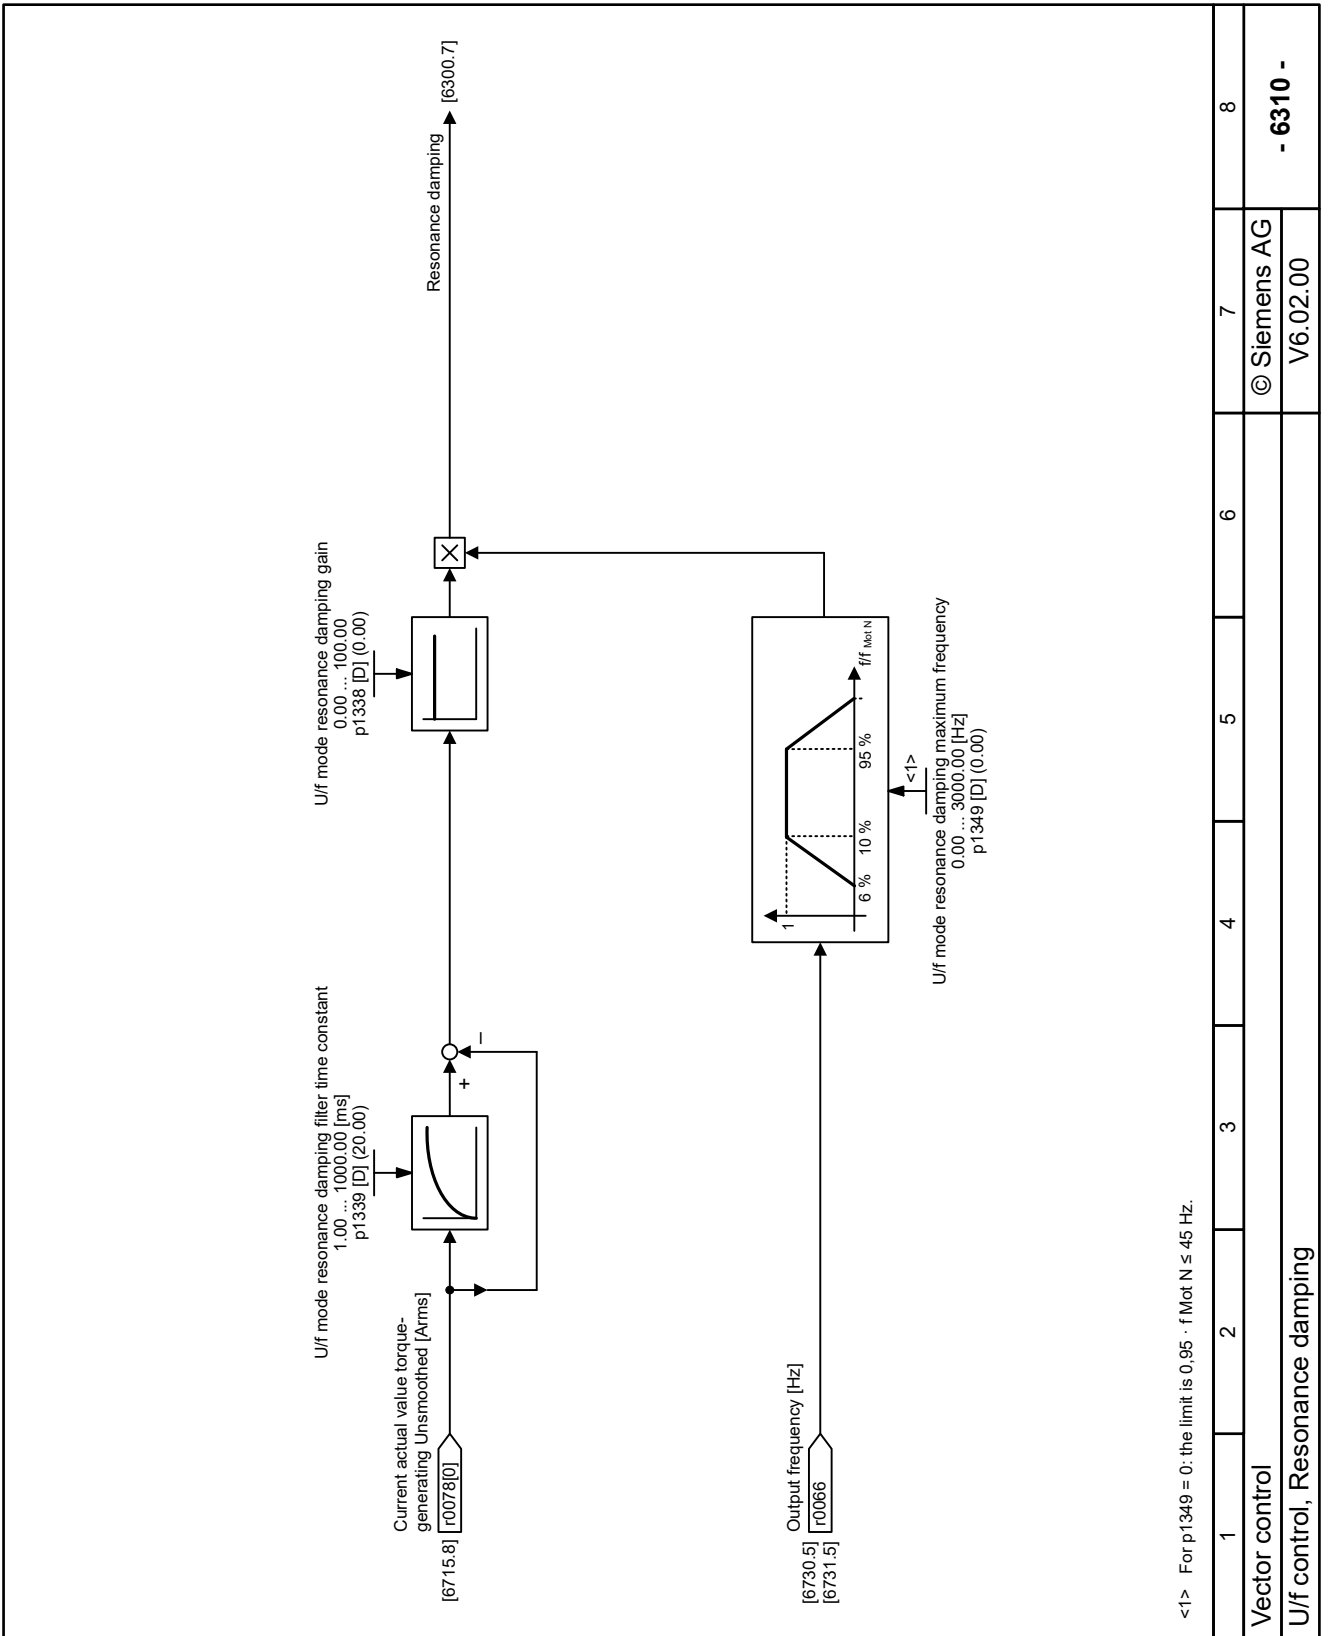 U/f mode resonance damping filter time constant
1.00 ... 1000.00 [ms]
p1339 [D] (20.00)
U/f mode resonance damping gain
0.00 ... 100.00
p1338 [D] (0.00)
Current actual value torque-
generating Unsmoothed [Arms]
[6715.8] r0078[0]
+
–
Resonance damping
[6300.7]
Output frequency [Hz]
[6730.5]
[6731.5]
r0066
1
6 % 10 % 95 %
f/f Mot N
<1>
U/f mode resonance damping maximum frequency
0.00 ... 3000.00 [Hz]
p1349 [D] (0.00)
<1> For p1349 = 0: the limit is 0,95 · f Mot N ≤ 45 Hz.
1 2 3 4 5 6 7 8
Vector control
© Siemens AG
- 6310 -
U/f control, Resonance damping
V6.02.00